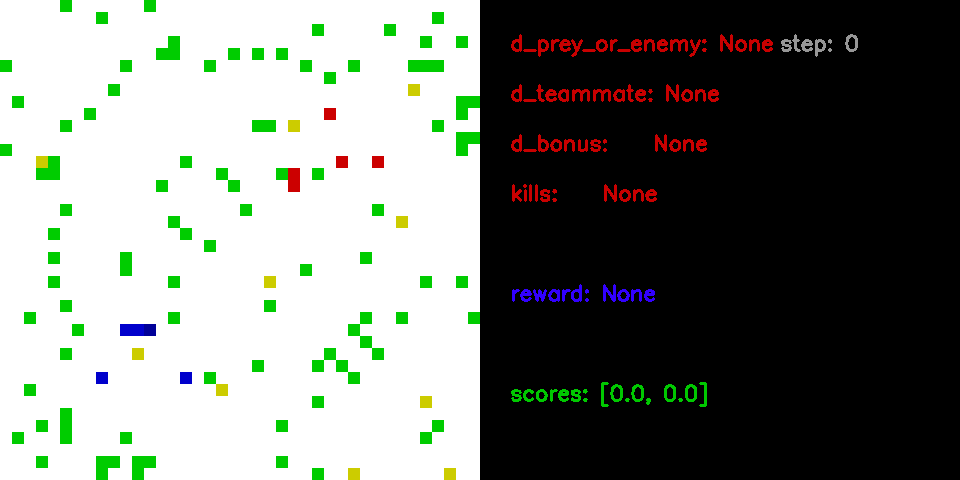 d_prey_or_enemy: None step: 0
d_teammate: None
d_bonus: None
kills: None
reward: None
scores: [0.0, 0.0]